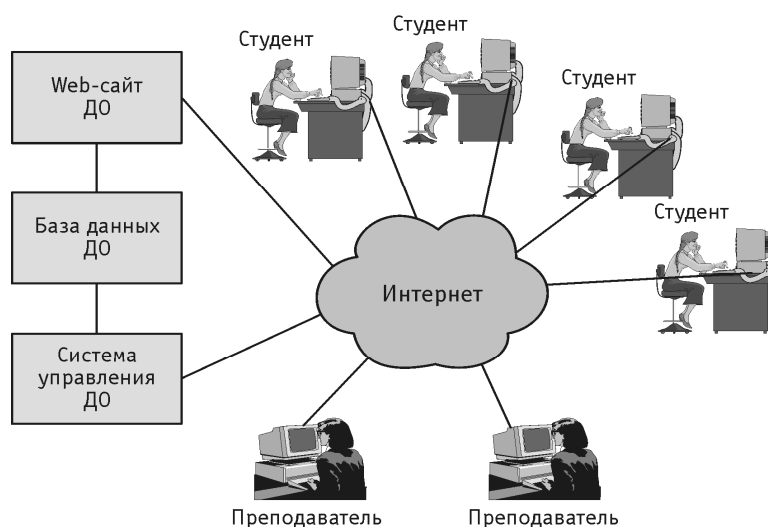 Студент
Студент
Студент
Студент
Web-сайт
ДО
База данных
ДО
Система
управления
ДО
Интернет
Преподаватель
Преподаватель